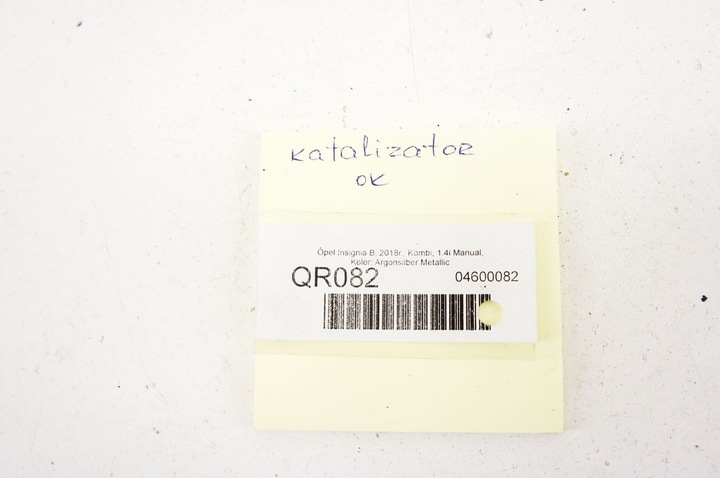 katalizator
ok
Opel Insignia B, 2018r., Kombi, 1.4i Manual,
Kolor: Argonsilber Metallic
QR082 04600082